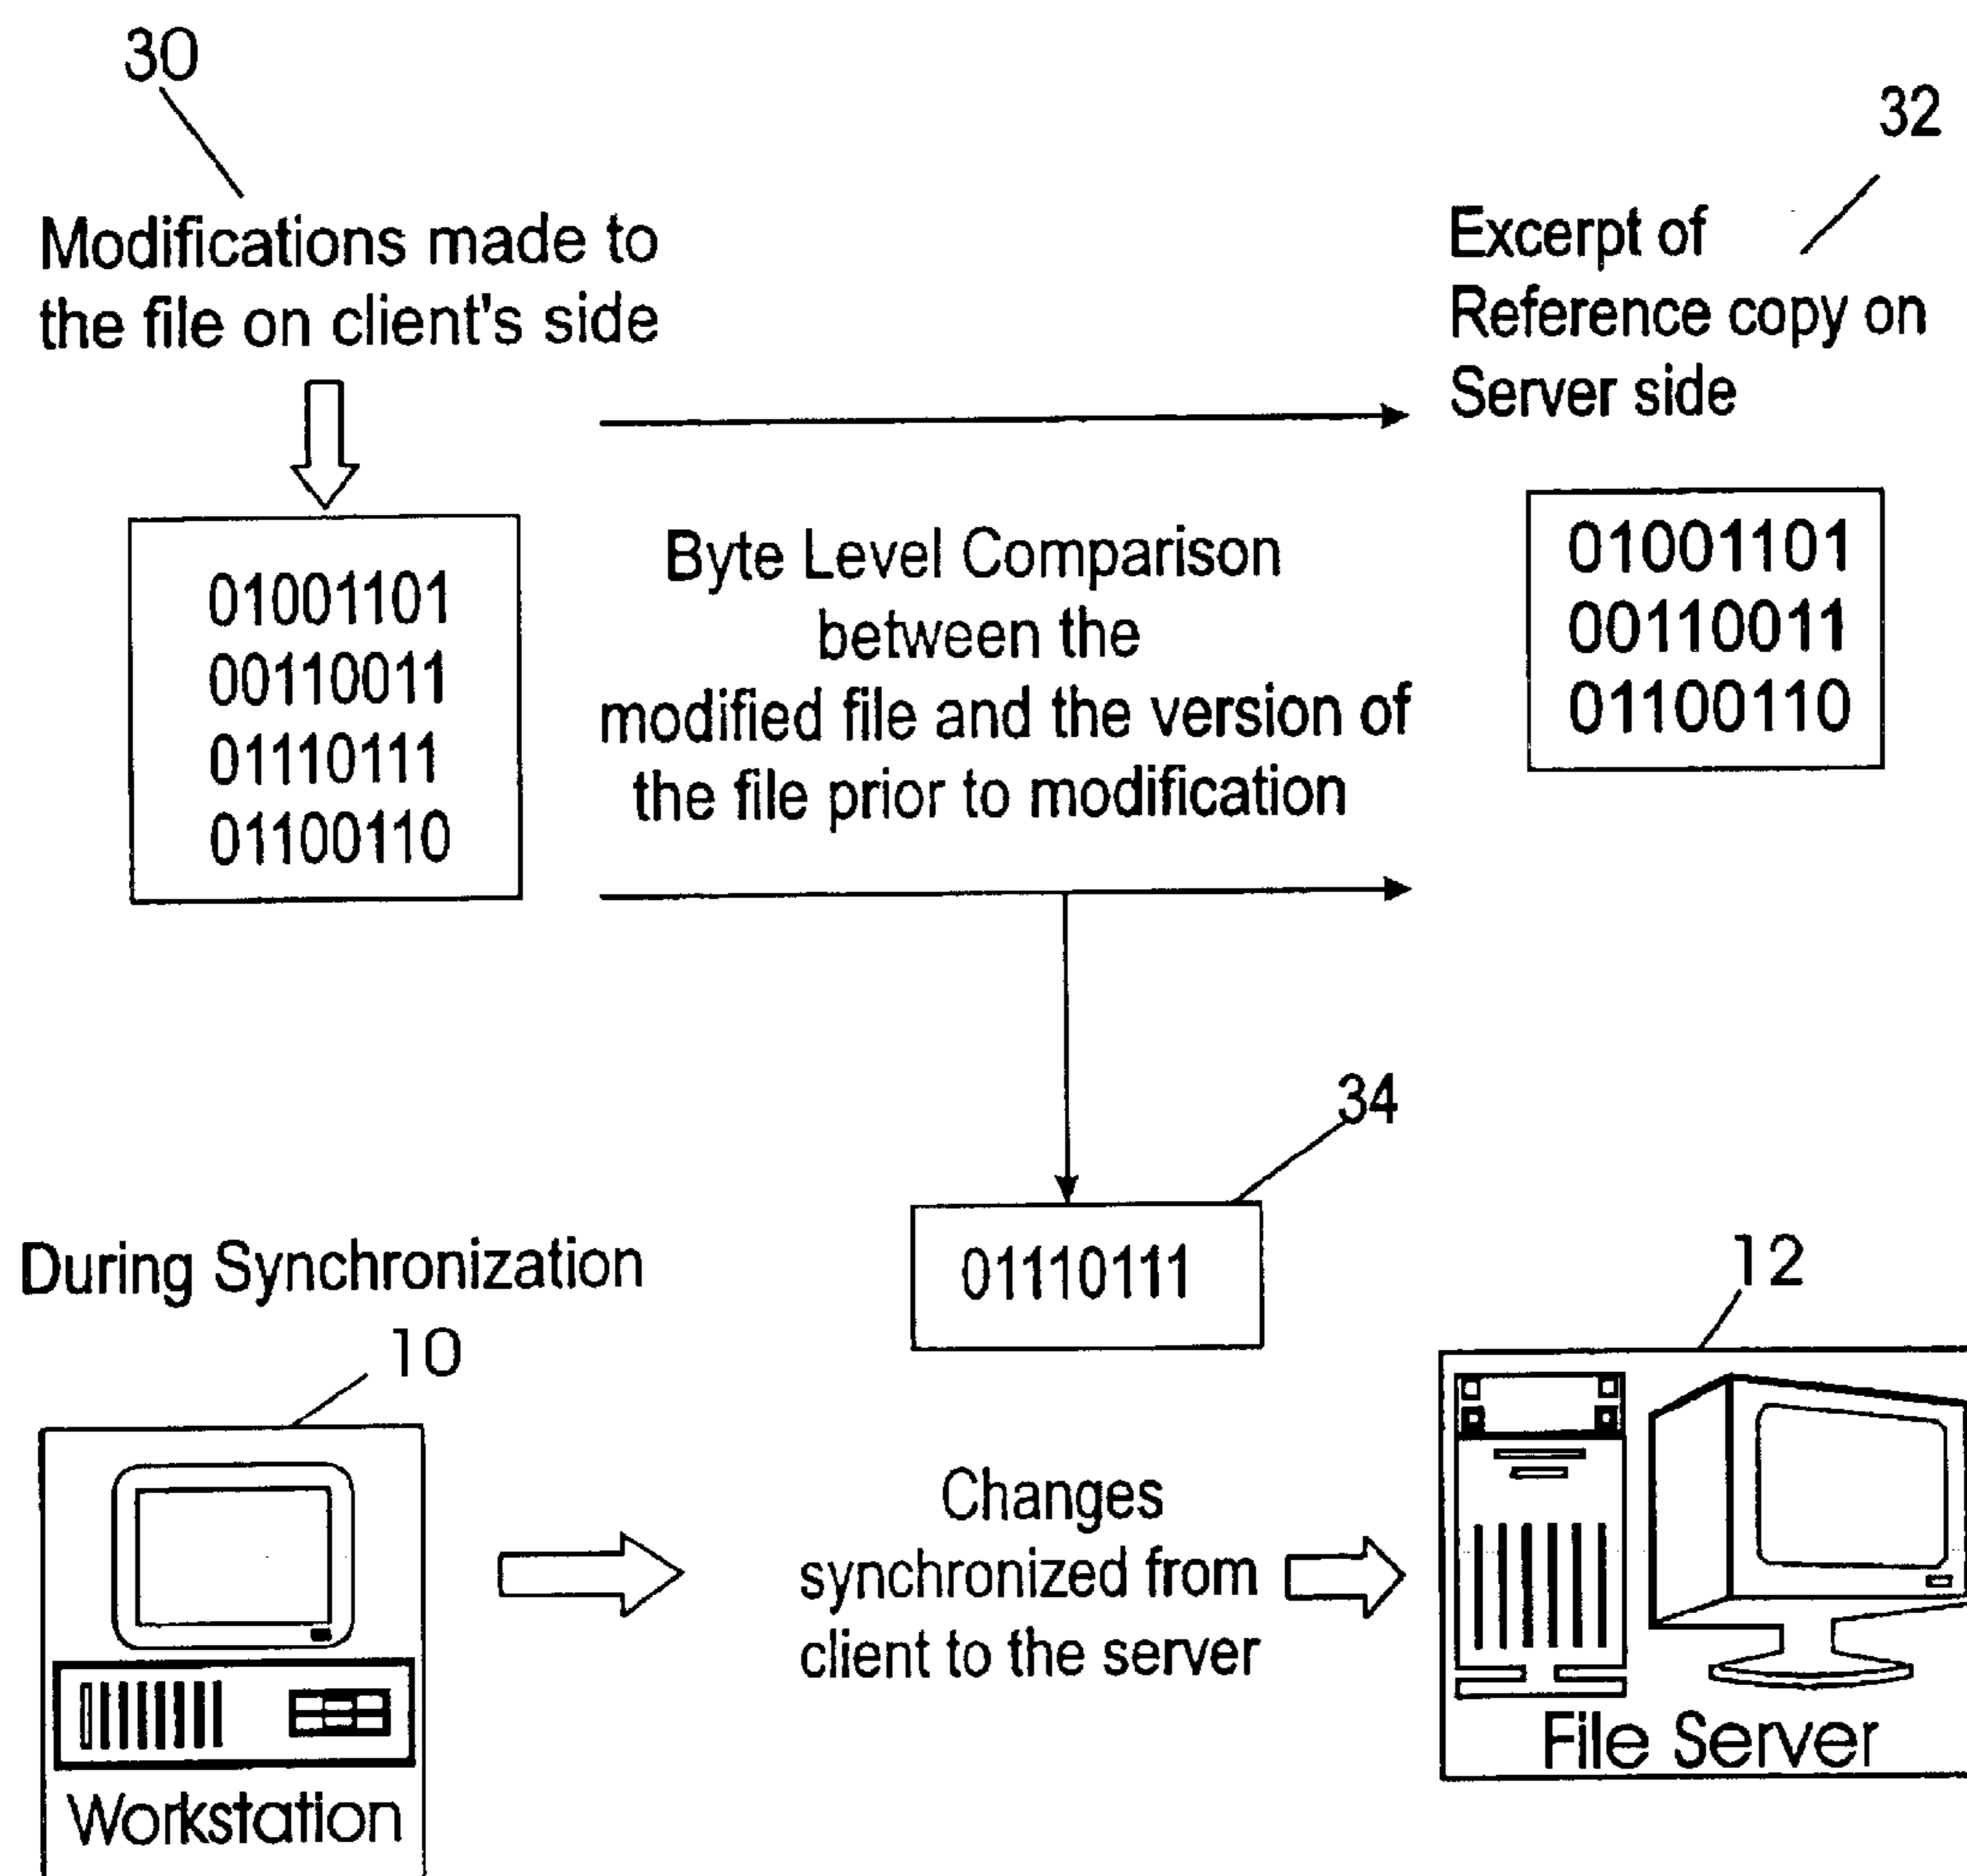 30
32
Modifications made to
the file on client's side
Excerpt of
Reference copy on
Server side
01001101
00110011
01110111
01100110
Byte Level Comparison
between the
modified file and the version of
the file prior to modification
01001101
00110011
01100110
34
01110111
During Synchronization
10
12
Changes
synchronized from
client to the server
Workstation
File Server